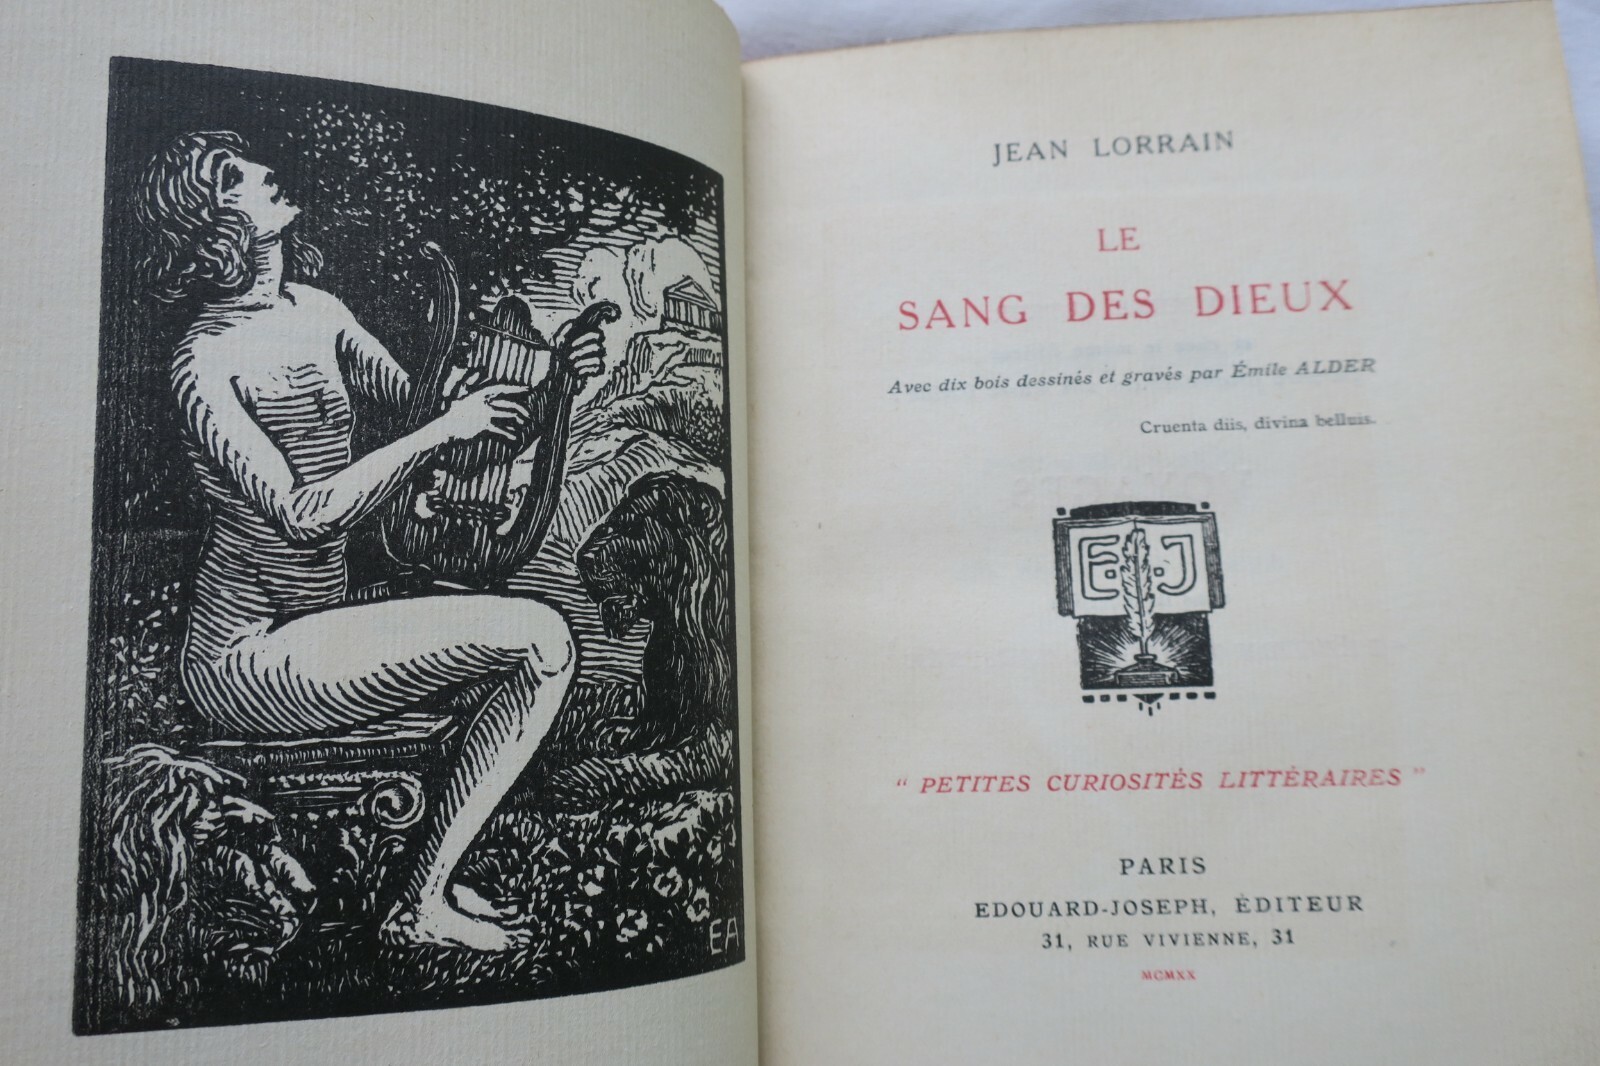 EA
JEAN LORRAIN
LE
SANG DES DIEUX
Avec dix bois dessinés et gravés par Émile ALDER
Cruenta diis, divina belluis.
E. J
" PETITES CURIOSITÉS LITTÉRAIRES "
PARIS
EDOUARD-JOSEPH, ÉDITEUR
31, RUE VIVIENNE, 31
MCMXX